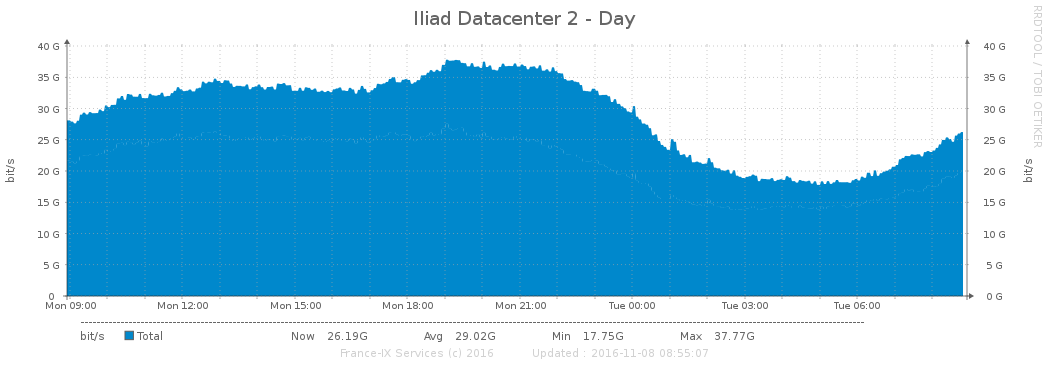 Iliad Datacenter 2 - Day
RRDTOOL / TOBI OETIKER
bit/s
bit/s
40 G 40 G
35 G 35 G
30 G 30 G
25 G 25 G
20 G 20 G
15 G 15 G
10 G 10 G
5 G 5 G
0 0 G
Mon 09:00 Mon 12:00 Mon 15:00 Mon 18:00 Mon 21:00 Tue 00:00 Tue 03:00 Tue 06:00
bit/s Total Now 26.19G Avg 29.02G Min 17.75G Max 37.77G
France-IX Services (c) 2016 Updated : 2016-11-08 08:55:07